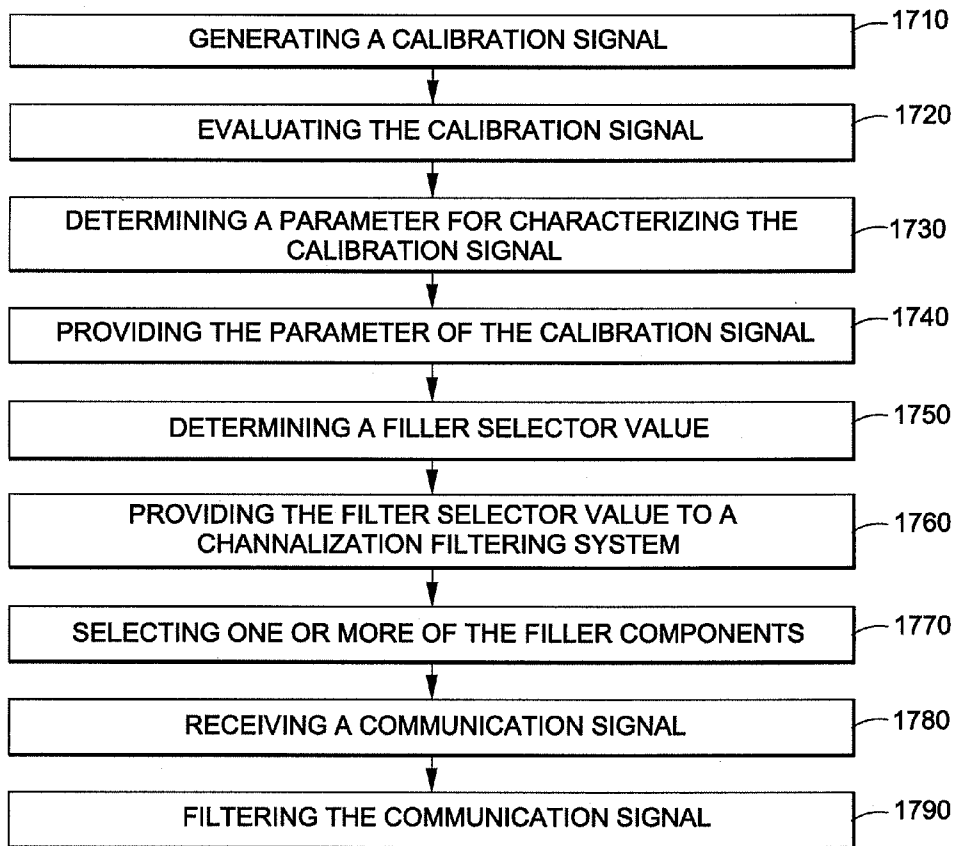 GENERATING A CALIBRATION SIGNAL
1710
EVALUATING THE CALIBRATION SIGNAL
1720
DETERMINING A PARAMETER FOR CHARACTERIZING THE
CALIBRATION SIGNAL
1730
PROVIDING THE PARAMETER OF THE CALIBRATION SIGNAL
1740
DETERMINING A FILLER SELECTOR VALUE
1750
PROVIDING THE FILTER SELECTOR VALUE TO A
CHANNALIZATION FILTERING SYSTEM
1760
SELECTING ONE OR MORE OF THE FILLER COMPONENTS
1770
RECEIVING A COMMUNICATION SIGNAL
1780
FILTERING THE COMMUNICATION SIGNAL
1790